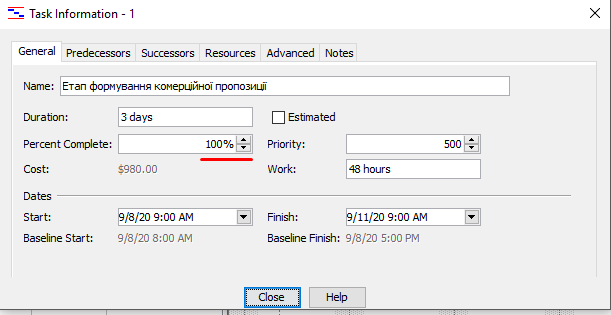 Task Information - 1
General Predecessors Successors Resources Advanced Notes
Name: Етап формування комерційної пропозиції
Duration: 3 days Estimated
Percent Complete: 100% Priority: 500
Cost: $980.00 Work: 48 hours
Dates
Start: 9/8/20 9:00 AM Finish: 9/11/20 9:00 AM
Baseline Start: 9/8/20 8:00 AM Baseline Finish: 9/8/20 5:00 PM
Close Help